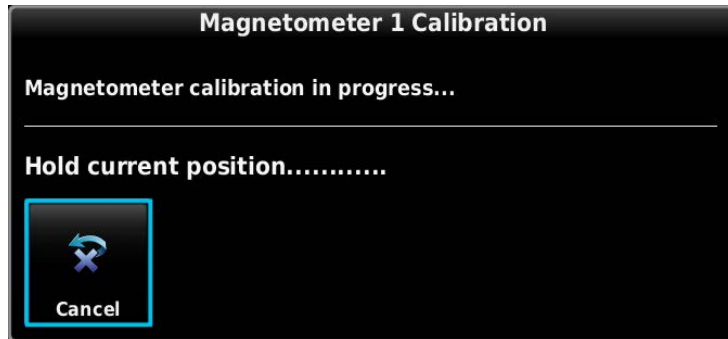 Magnetometer 1 Calibration
Magnetometer calibration in progress...
Hold current position............
Cancel